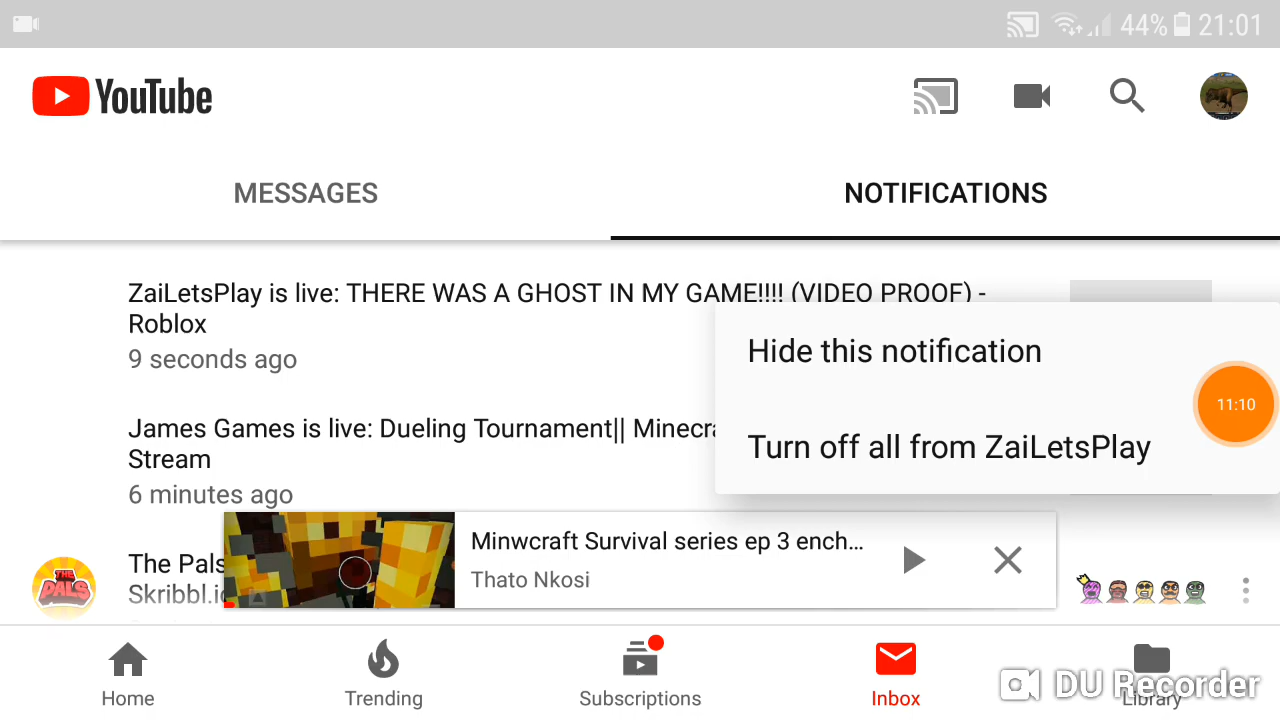 44% 21:01
YouTube
MESSAGES NOTIFICATIONS
ZaiLetsPlay is live: THERE WAS A GHOST IN MY GAME!!!! (VIDEO PROOF) -
Roblox
9 seconds ago
Hide this notification
11:10
Turn off all from ZaiLetsPlay
James Games is live: Dueling Tournament|| Minecra
Stream
6 minutes ago
The Pals
Skribbl.io
THE PALS
Minwcraft Survival series ep 3 ench...
Thato Nkosi
Home Trending Subscriptions Inbox Library
DU Recorder